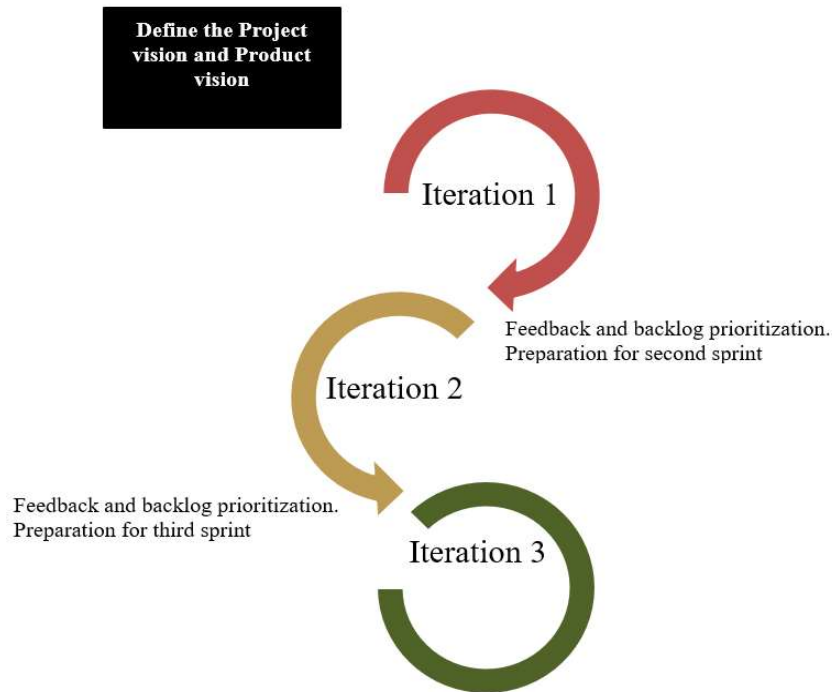 Define the Project
vision and Product
vision
Iteration 1
Feedback and backlog prioritization.
Preparation for second sprint
Iteration 2
Feedback and backlog prioritization.
Preparation for third sprint
Iteration 3